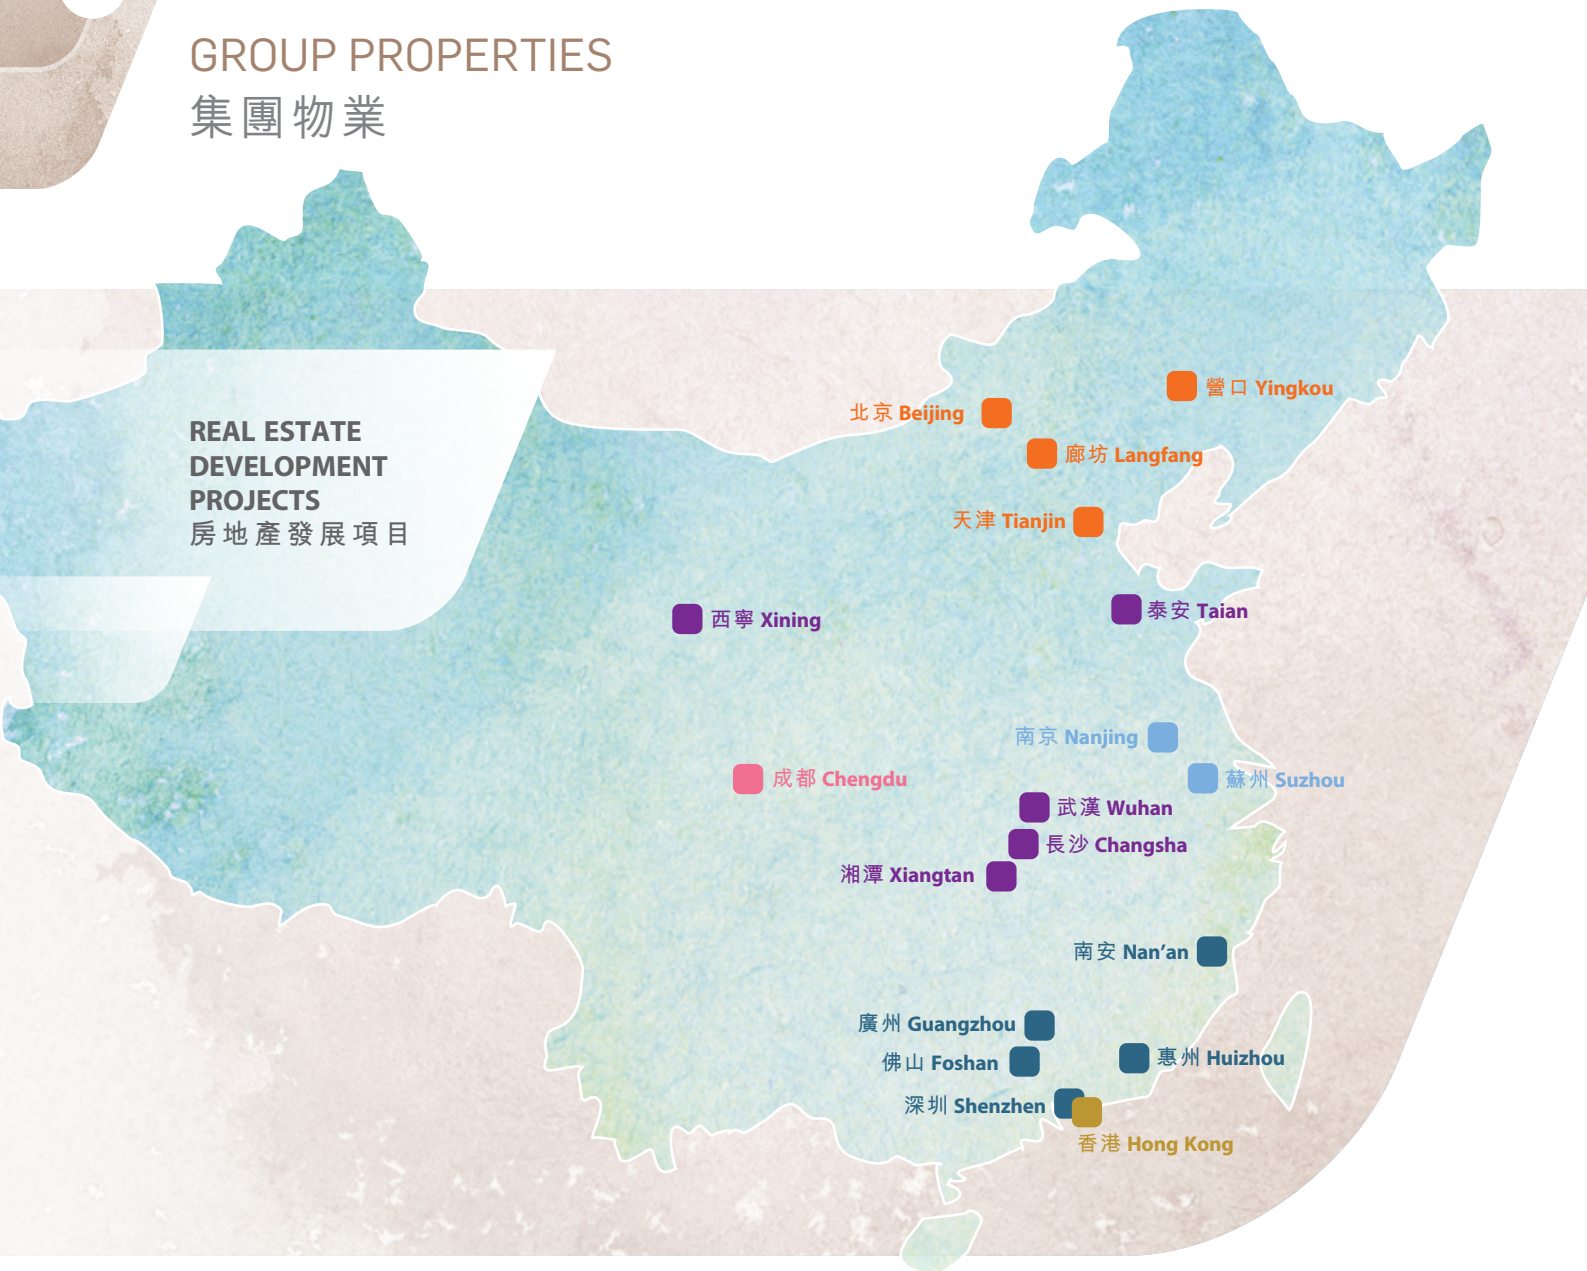 GROUP PROPERTIES
集團物業
REAL ESTATE
DEVELOPMENT
PROJECTS
房地產發展項目
營口 Yingkou
北京 Beijing
廊坊 Langfang
天津 Tianjin
泰安 Taian
西寧 Xining
南京 Nanjing
成都 Chengdu
蘇州 Suzhou
武漢 Wuhan
長沙 Changsha
湘潭 Xiangtan
南安 Nan’an
廣州 Guangzhou
佛山 Foshan
惠州 Huizhou
深圳 Shenzhen
香港 Hong Kong